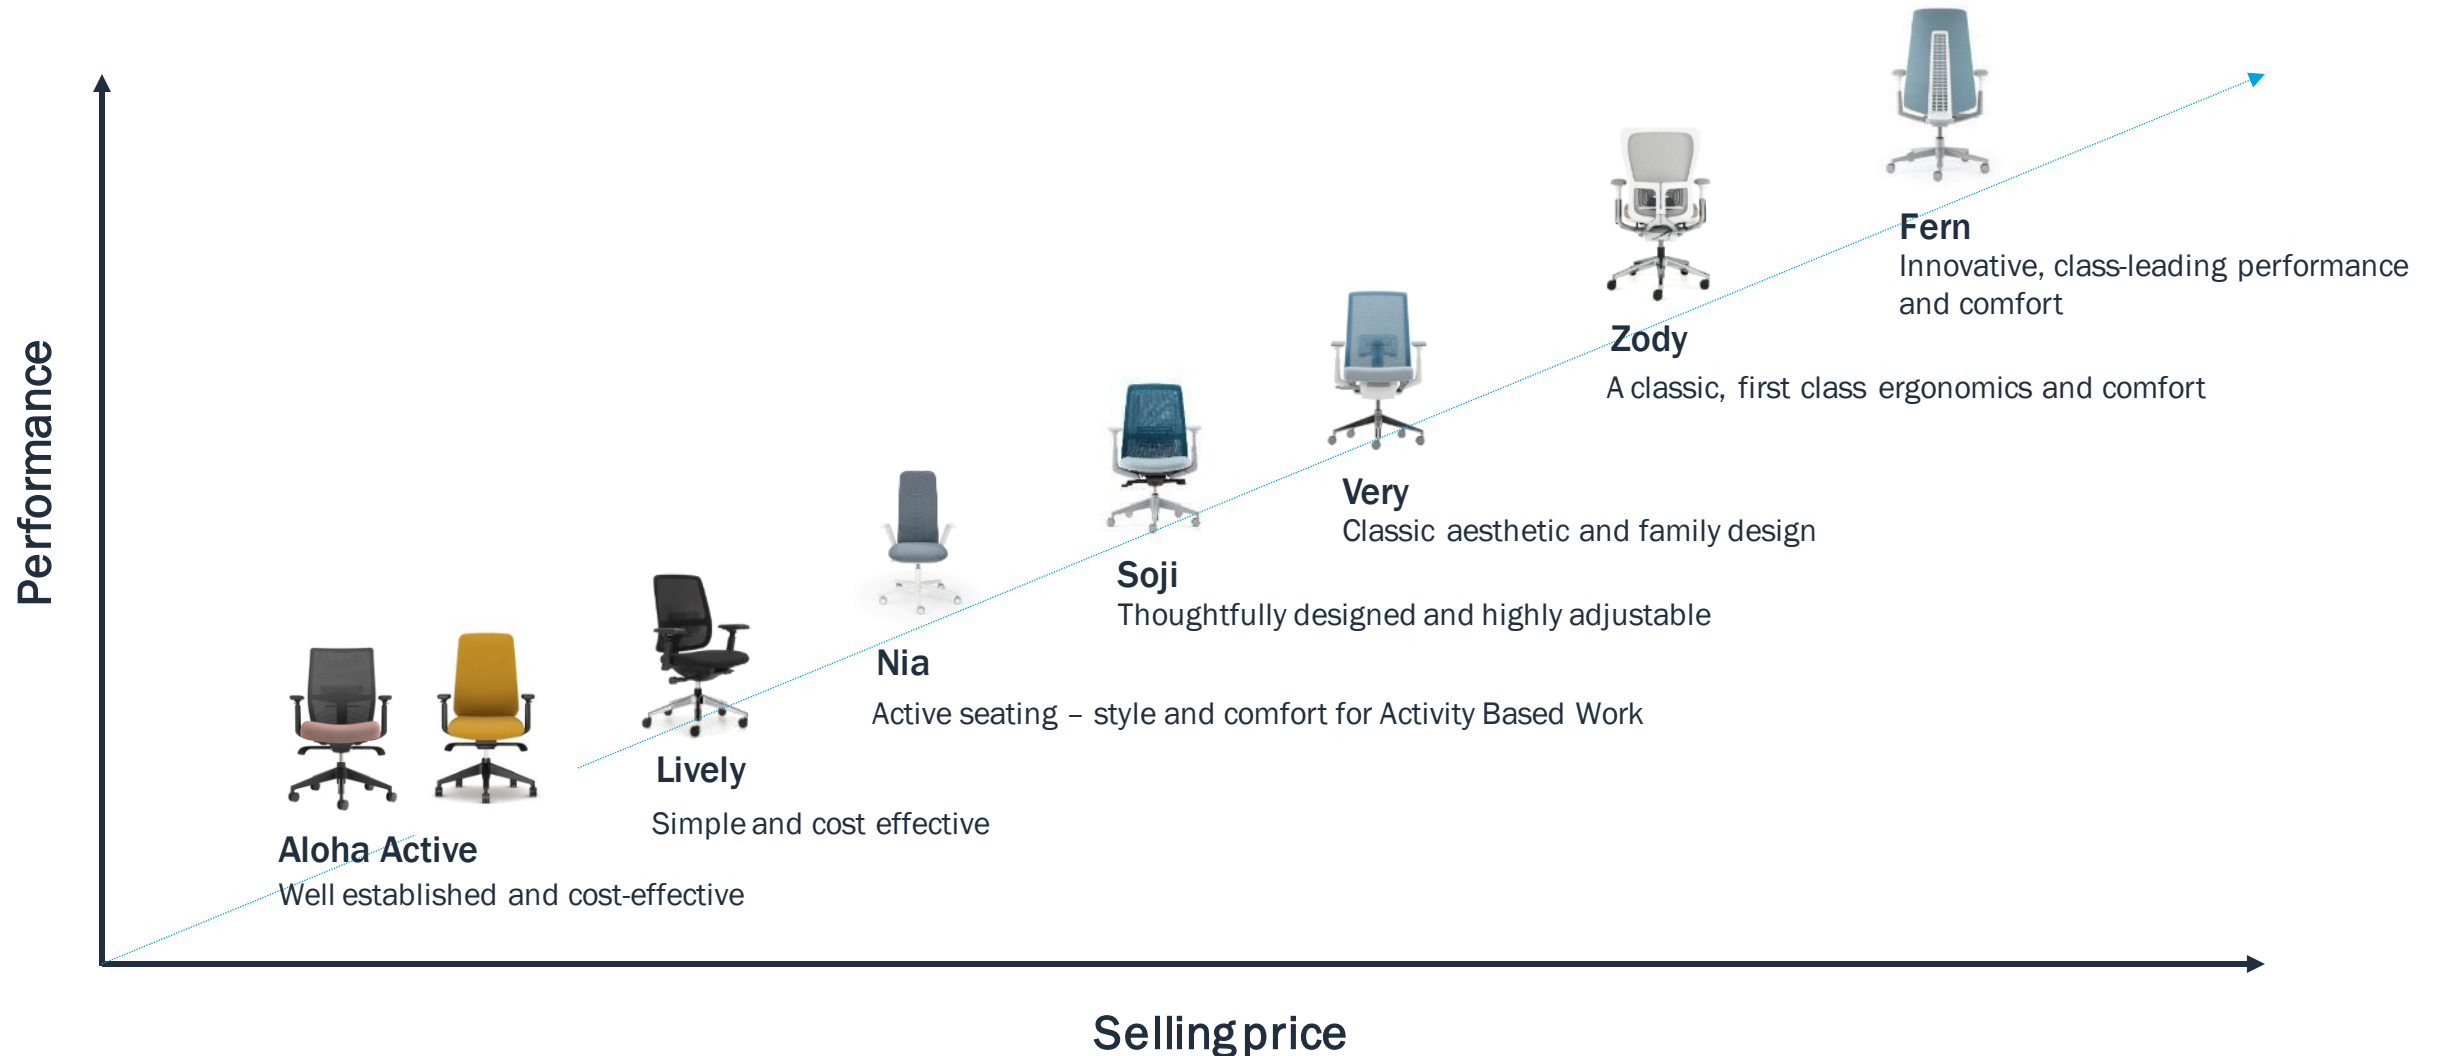 Performance
Fern
Innovative, class-leading performance
and comfort
Zody
A classic, first class ergonomics and comfort
Very
Classic aesthetic and family design
Soji
Thoughtfully designed and highly adjustable
Nia
Active seating – style and comfort for Activity Based Work
Lively
Simple and cost effective
Aloha Active
Well established and cost-effective
Selling price